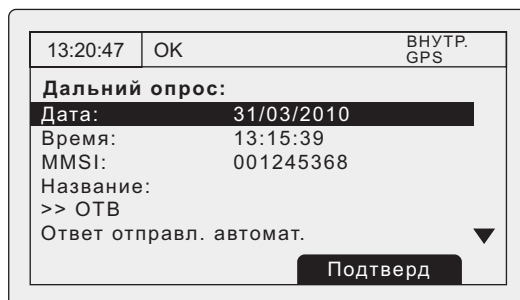 13:20:47 OK ВНУТР. GPS
Дальний опрос:
Дата: 31/03/2010
Время: 13:15:39
MMSI: 001245368
Название:
>> ОТВ
Ответ отправл. автомат.
Подтверд